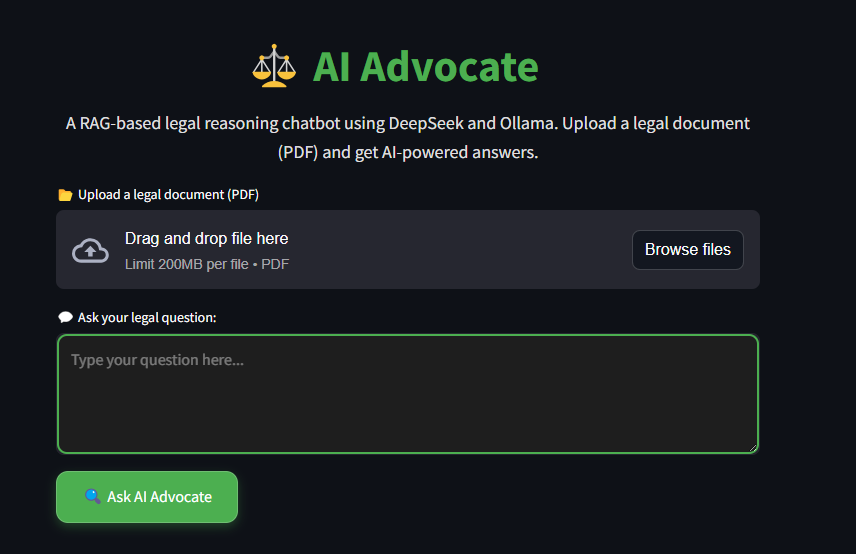 AI Advocate
A RAG-based legal reasoning chatbot using DeepSeek and Ollama. Upload a legal document
(PDF) and get AI-powered answers.
Upload a legal document (PDF)
Drag and drop file here
Limit 200MB per file • PDF
Browse files
Ask your legal question:
Type your question here...
Ask AI Advocate